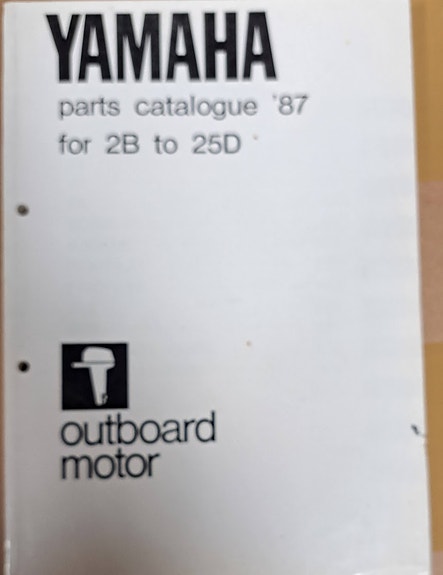 YAMAHA
parts catalogue '87
for 2B to 25D
outboard
motor